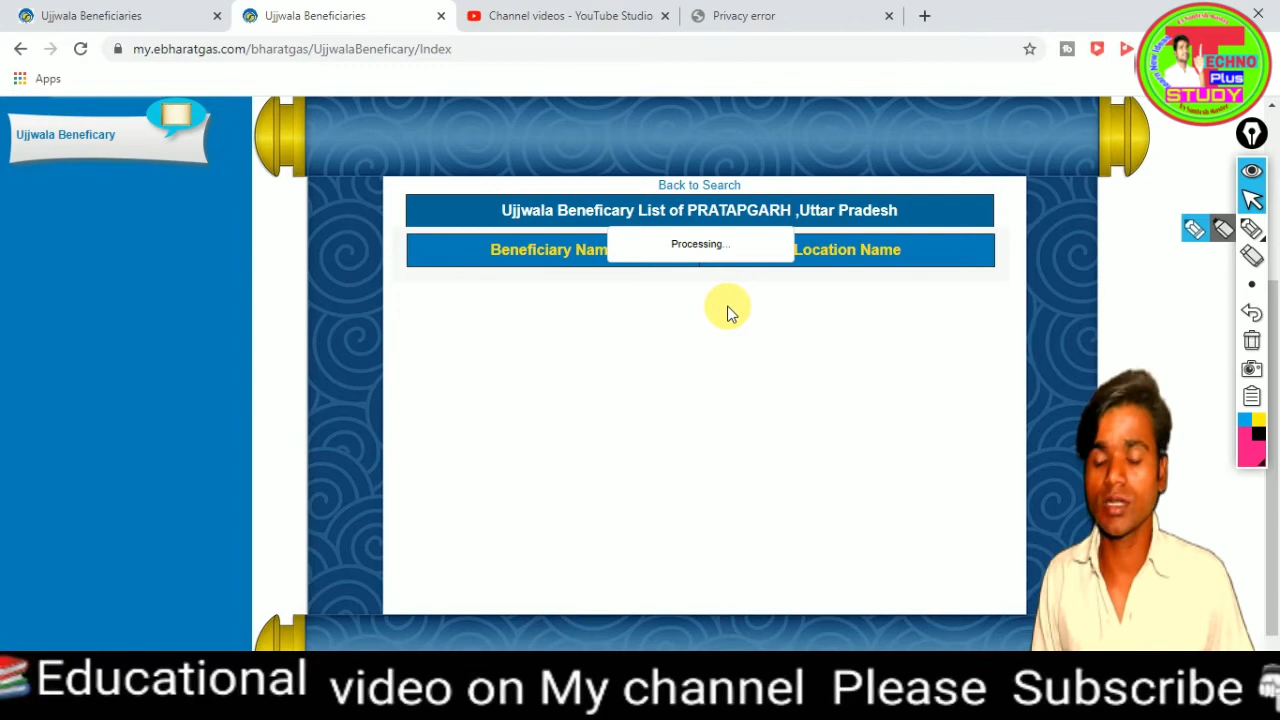 Ujjwala Beneficiaries
Ujjwala Beneficiaries
Channel videos - YouTube Studio
Privacy error
my.ebharatgas.com/bharatgas/UjjwalaBeneficary/Index
Apps
TECHNO
Plus
STUDY
Ujjwala Beneficary
Back to Search
Ujjwala Beneficary List of PRATAPGARH ,Uttar Pradesh
Beneficiary Nam
Processing...
Location Name
Educational video on My channel Please Subscribe